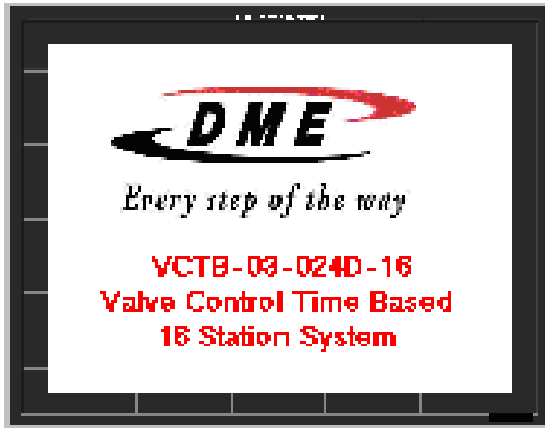 DME
Every step of the way
VCTB-03-024D-16
Valve Control Time Based
16 Station System